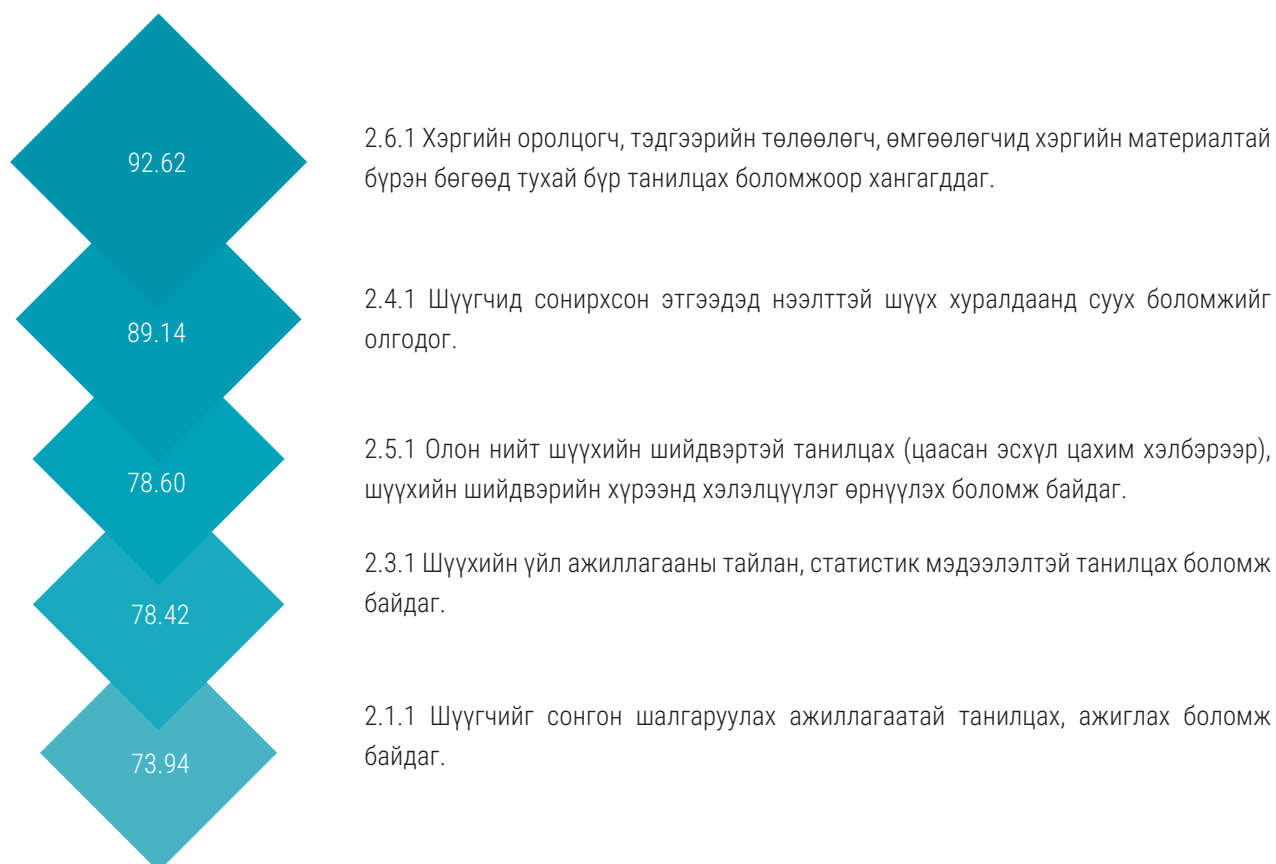 92.62
2.6.1 Хэргийн оролцогч, тэдгээрийн төлөөлөгч, өмгөөлөгчид хэргийн материалтай
бүрэн бөгөөд тухай бүр танилцах боломжоор хангагддаг.
89.14
2.4.1 Шүүгчид сонирхсон этгээдэд нээлттэй шүүх хуралдаанд суух боломжийг
олгодог.
78.60
2.5.1 Олон нийт шүүхийн шийдвэртэй танилцах (цаасан эсхүл цахим хэлбэрээр),
шүүхийн шийдвэрийн хүрээнд хэлэлцүүлэг өрнүүлэх боломж байдаг.
78.42
2.3.1 Шүүхийн үйл ажиллагааны тайлан, статистик мэдээлэлтэй танилцах боломж
байдаг.
73.94
2.1.1 Шүүгчийг сонгон шалгаруулах ажиллагаатай танилцах, ажиглах боломж
байдаг.